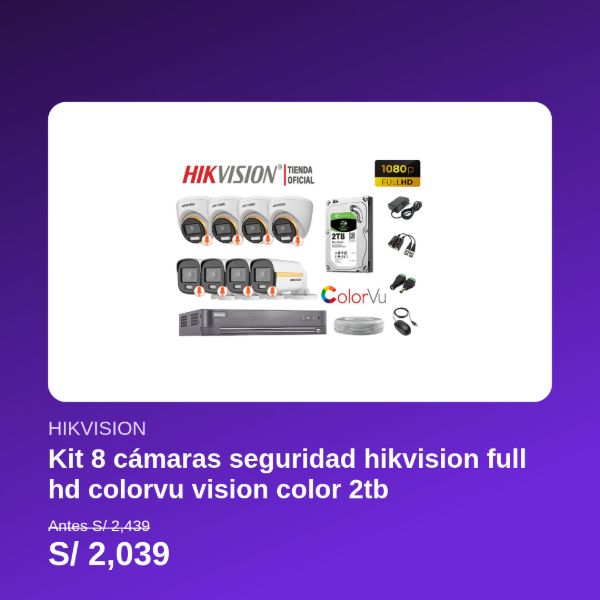 HIKVISION
TIENDA
OFICIAL
1080p
FULL HD
2TB
ColorVu
HIKVISION
Kit 8 cámaras seguridad hikvision full
hd colorvu vision color 2tb
Antes S/ 2,439
S/ 2,039